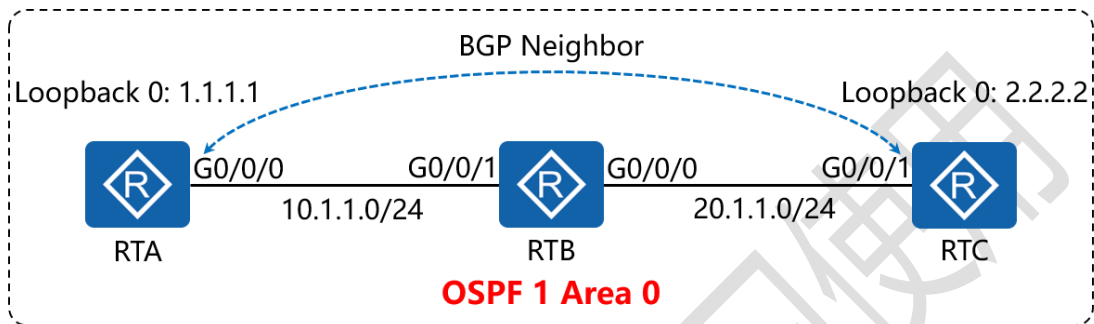 BGP Neighbor
Loopback 0: 1.1.1.1
Loopback 0: 2.2.2.2
G0/0/0
G0/0/1
G0/0/0
G0/0/1
R
R
R
10.1.1.0/24
20.1.1.0/24
RTA
RTB
RTC
OSPF 1 Area 0
使用